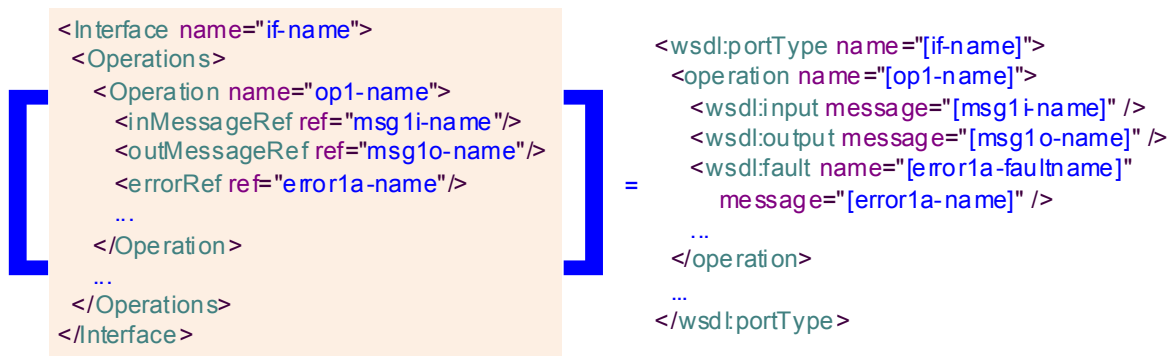 <Interface name="if-name">
<Operations>
<Operation name="op1-name">
<inMessageRef ref="msg1i-name"/>
<outMessageRef ref="msg1o-name"/>
<errorRef ref="error1a-name"/>
...
</Operation>
...
</Operations>
</Interface>
=
<wsdl:portType name="[if-name]">
<operation name="[op1-name]">
<wsdl:input message="[msg1i-name]" />
<wsdl:output message="[msg1o-name]" />
<wsdl:fault name="[error1a-faultname]"
message="[error1a-name]" />
...
</operation>
...
</wsdl:portType>